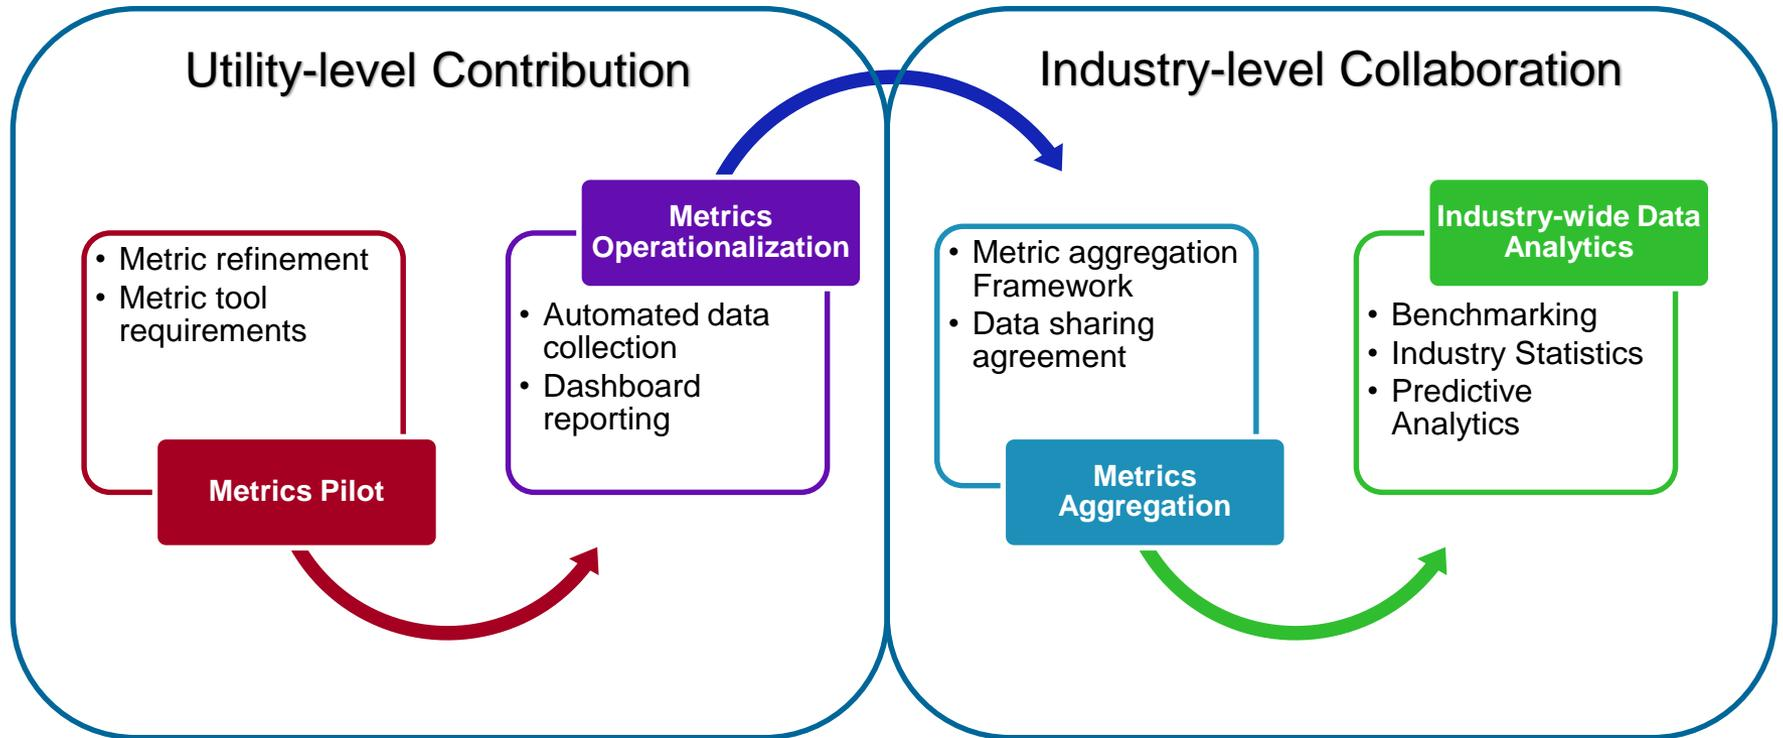 Utility-level Contribution
Industry-level Collaboration
• Metric refinement
• Metric tool
requirements
Metrics Pilot
Metrics
Operationalization
• Automated data
collection
• Dashboard
reporting
• Metric aggregation
Framework
• Data sharing
agreement
Metrics
Aggregation
Industry-wide Data
Analytics
• Benchmarking
• Industry Statistics
• Predictive
Analytics